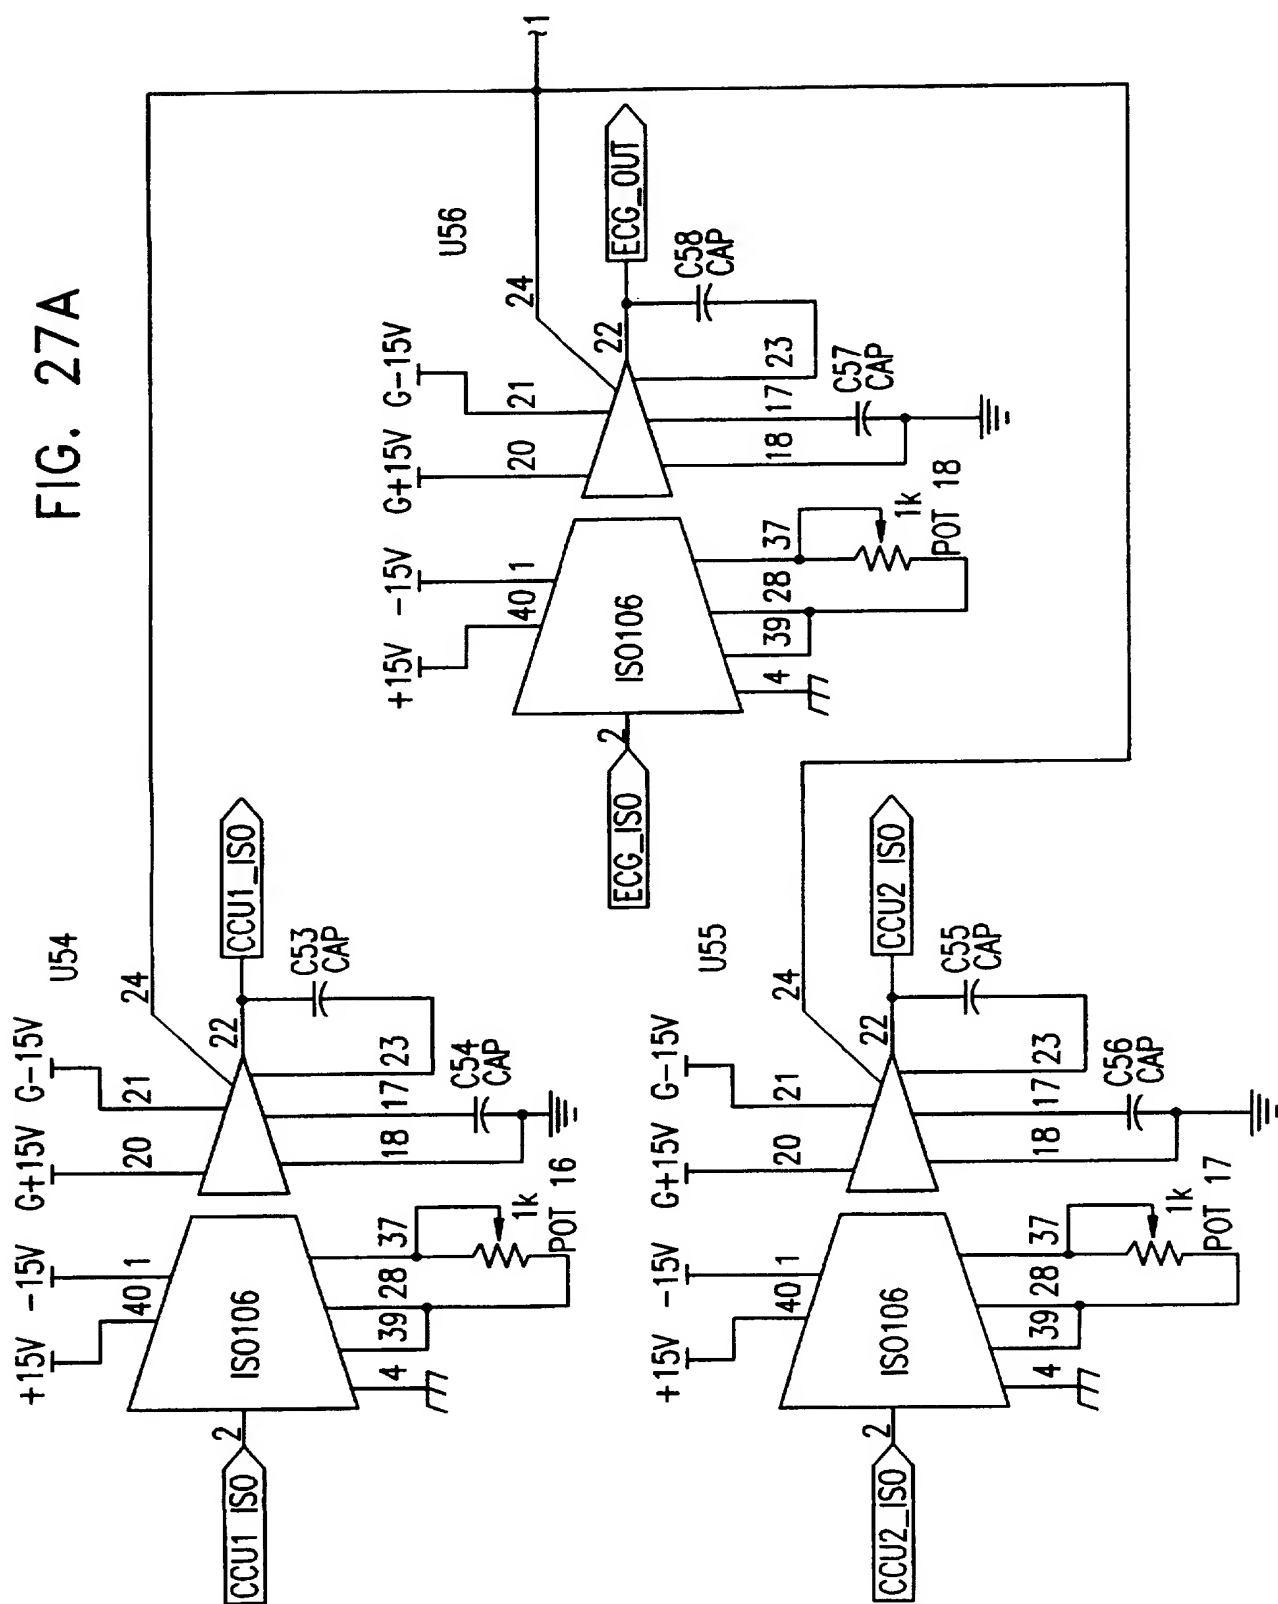 FIG. 27A
~1
U54
+15V
-15V
G+15V
G-15V
40
1
20
21
24
CCU1 ISO
2
ISO106
22
CCU1_ISO
4
39
28
37
18
17
23
C53
CAP
C54
CAP
1k
POT 16
U56
+15V
-15V
G+15V
G-15V
40
1
20
21
24
ECG_ISO
2
ISO106
22
ECG_OUT
4
39
28
37
18
17
23
C58
CAP
C57
CAP
1k
POT 18
U55
+15V
-15V
G+15V
G-15V
40
1
20
21
24
CCU2_ISO
2
ISO106
22
CCU2 ISO
4
39
28
37
18
17
23
C55
CAP
C56
CAP
1k
POT 17